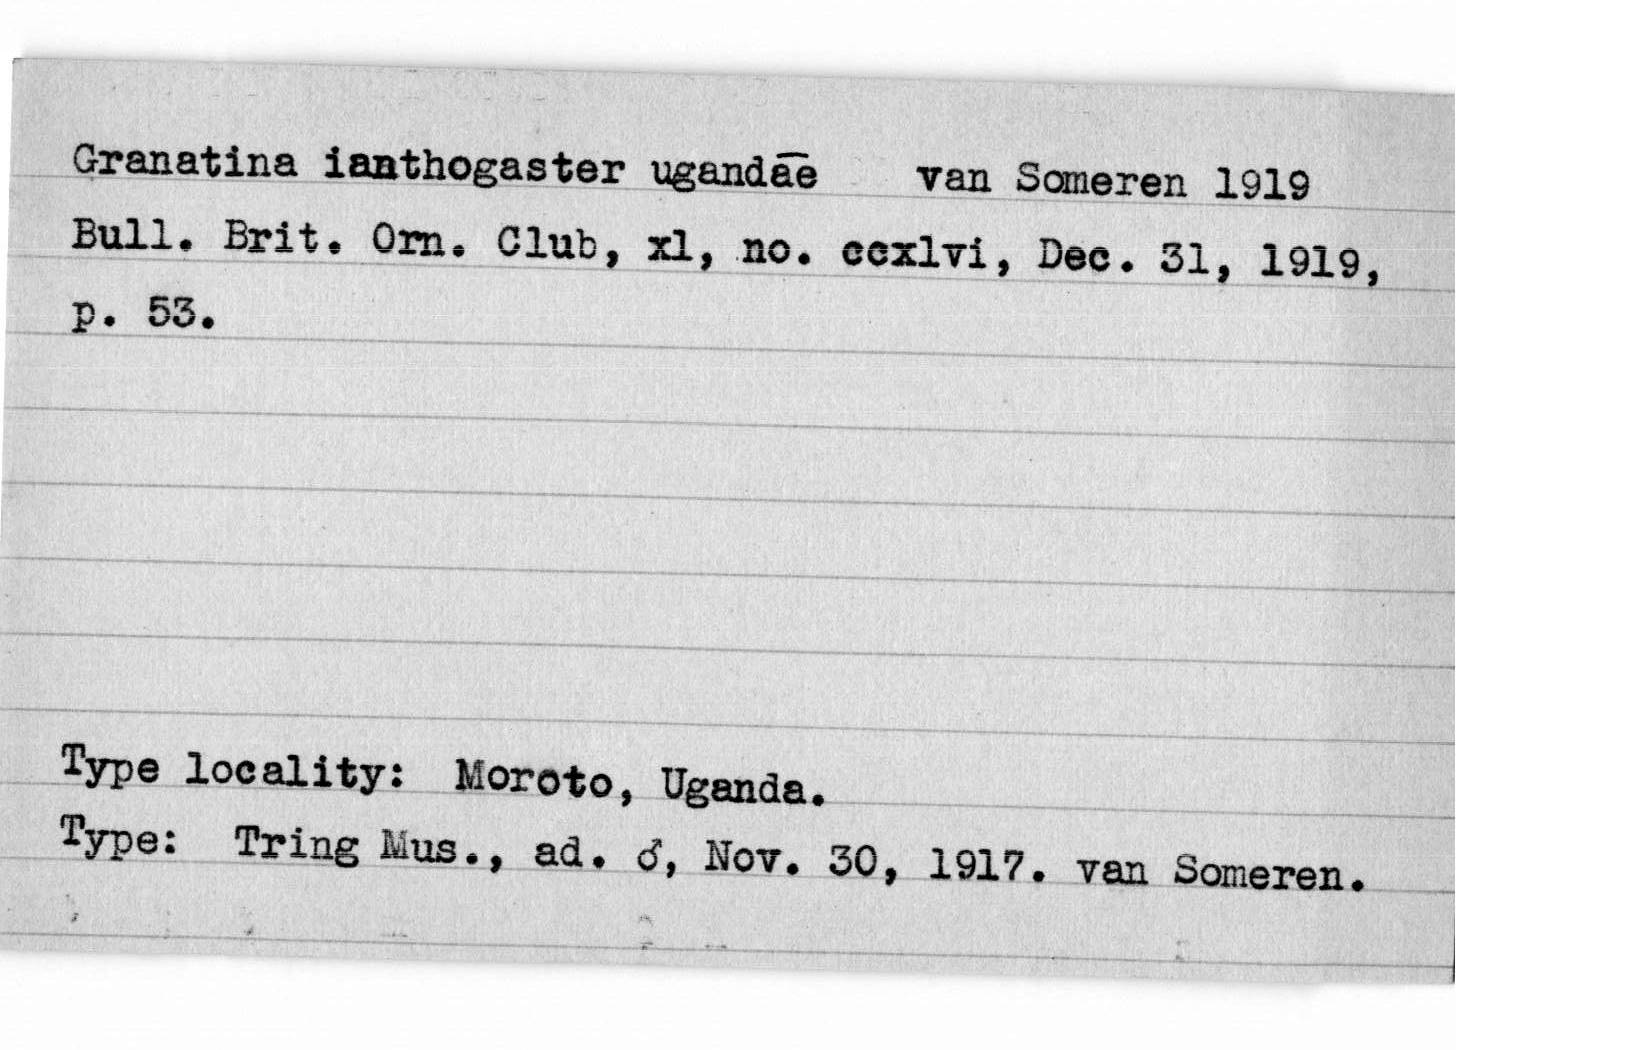 Granatina ianthogaster ugandæ van Someren 1919
Bull. Brit. Orn. Club, xl, no. ccxlvi, Dec. 31, 1919,
p. 53.
Type locality: Moroto, Uganda.
Type: Tring Mus., ad. ♂, Nov. 30, 1917. van Someren.